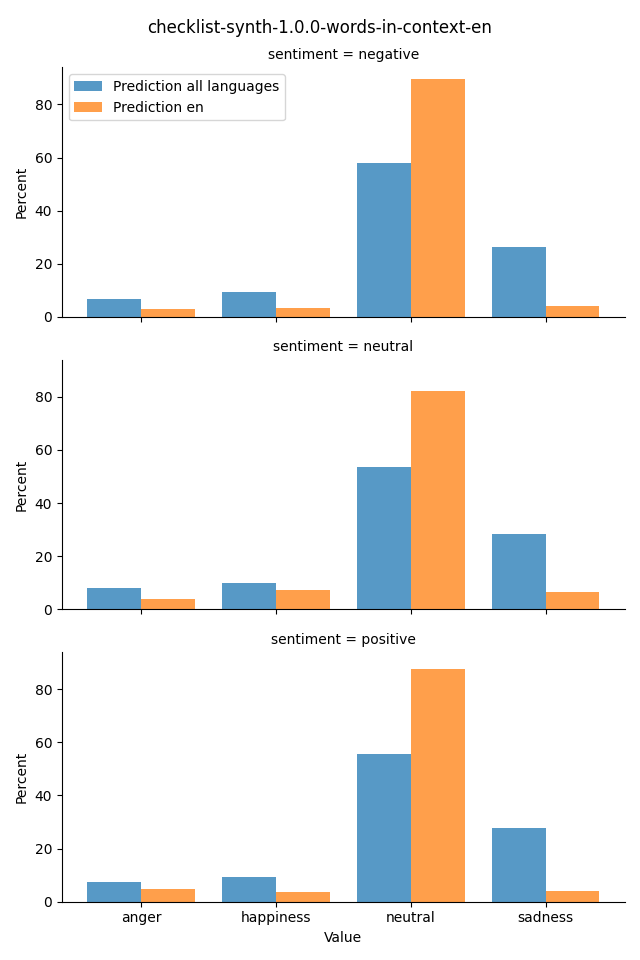 checklist-synth-1.0.0-words-in-context-en
sentiment = negative
Prediction all languages
Prediction en
Percent
80
60
40
20
0
sentiment = neutral
Percent
80
60
40
20
0
sentiment = positive
Percent
80
60
40
20
0
anger happiness neutral sadness
Value